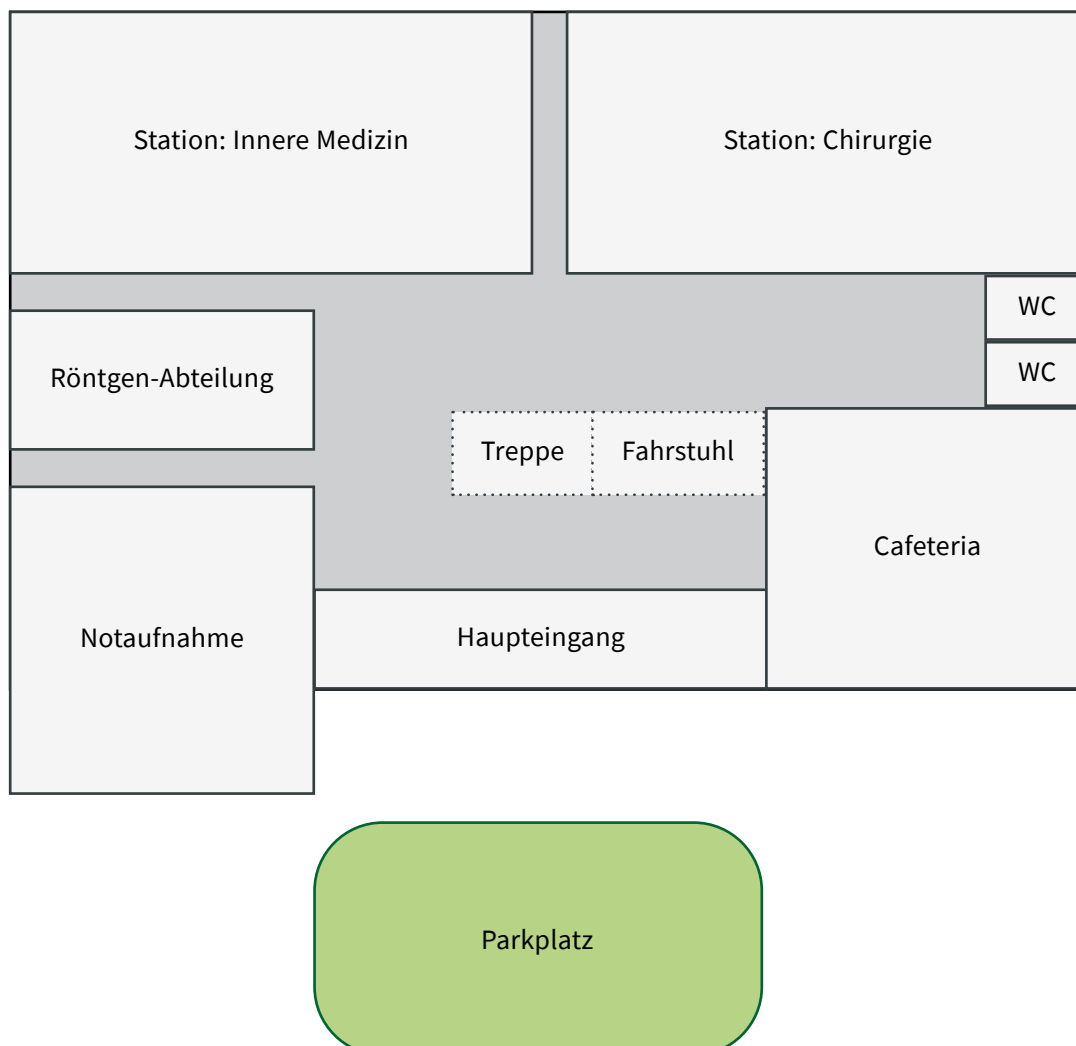 Station: Innere Medizin
Station: Chirurgie
WC
Röntgen-Abteilung
WC
Treppe
Fahrstuhl
Cafeteria
Notaufnahme
Haupteingang
Parkplatz